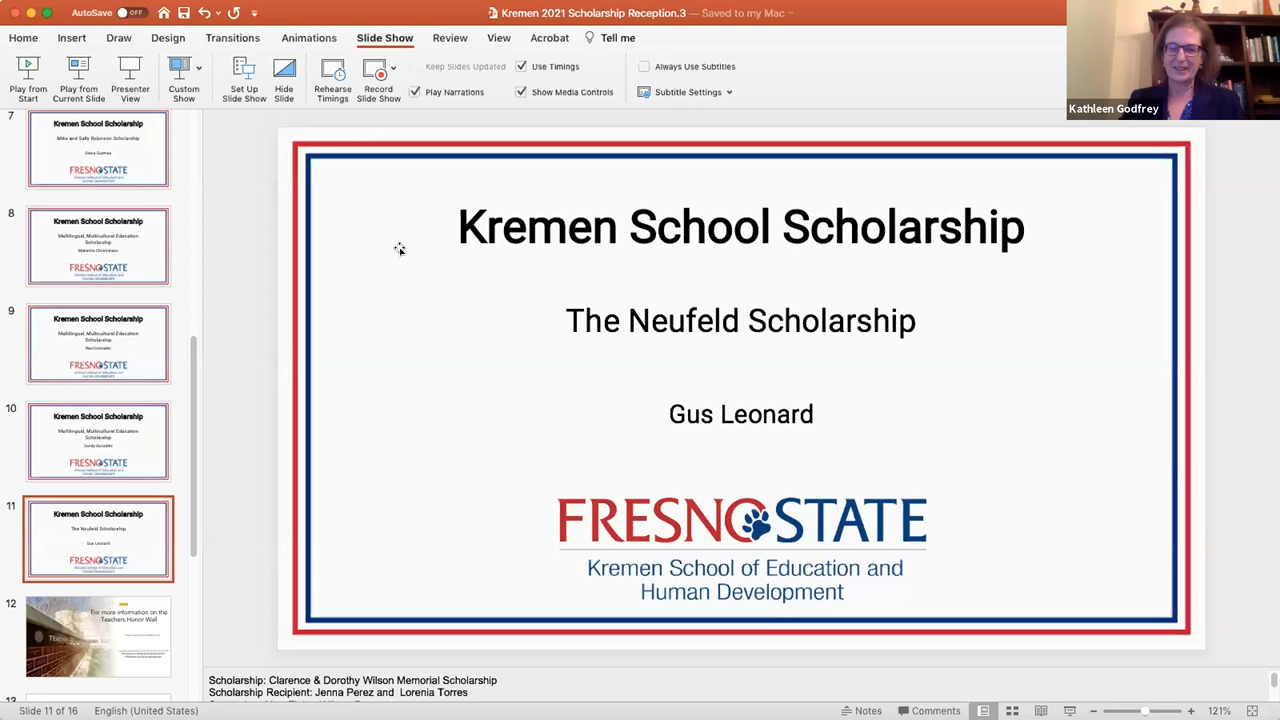 AutoSave OFF
Kremen 2021 Scholarship Reception.3 — Saved to my Mac
Home Insert Draw Design Transitions Animations Slide Show Review View Acrobat Tell me
Play from Start
Play from Current Slide
Presenter View
Custom Show
Set Up Slide Show
Hide Slide
Rehearse Timings
Record Slide Show
Keep Slides Updated
Use Timings
Play Narrations
Show Media Controls
Always Use Subtitles
Subtitle Settings
Kathleen Godfrey
7
Kremen School Scholarship
Mike and Sally Robinson Scholarship
FRESNO STATE
8
Kremen School Scholarship
Multilingual, Multicultural Education
Scholarship
FRESNO STATE
9
Kremen School Scholarship
Multilingual, Multicultural Education
Scholarship
FRESNO STATE
10
Kremen School Scholarship
Multilingual, Multicultural Education
Scholarship
FRESNO STATE
11
Kremen School Scholarship
The Neufeld Scholarship
Gus Leonard
FRESNO STATE
12
For more information on the
Teachers Honor Wall
Kremen School Scholarship
The Neufeld Scholarship
Gus Leonard
FRESNO STATE
Kremen School of Education and
Human Development
Scholarship: Clarence & Dorothy Wilson Memorial Scholarship
Scholarship Recipient: Jenna Perez and Lorenia Torres
Slide 11 of 16 English (United States) Notes Comments 121%